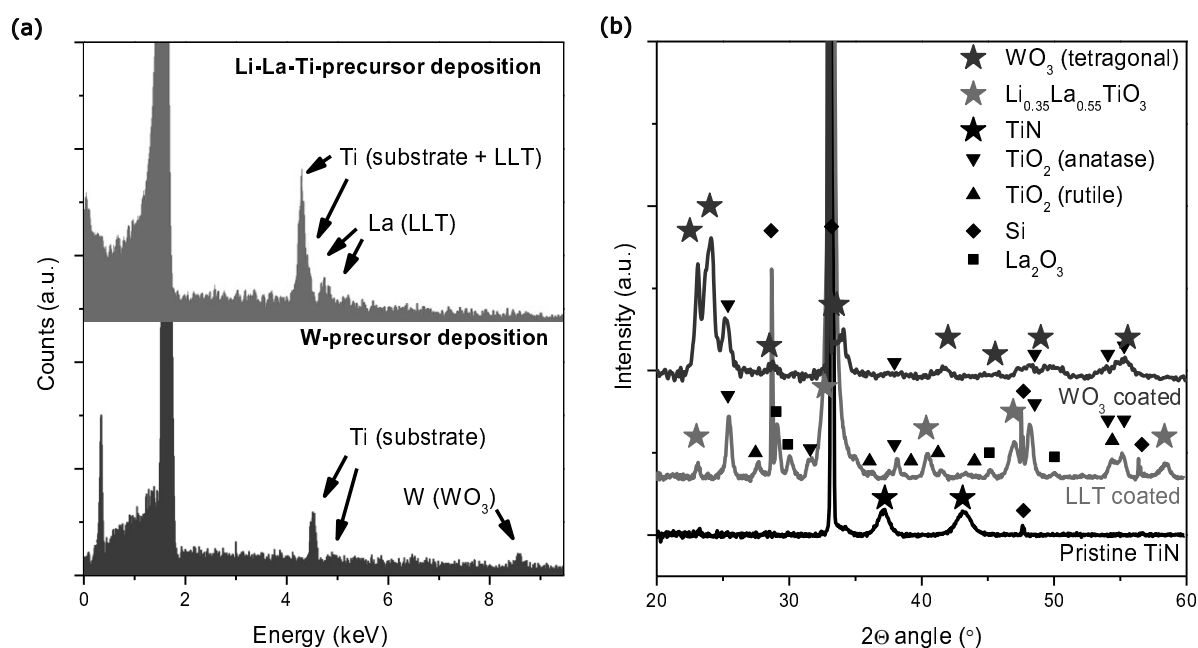 (a)
Li-La-Ti-precursor deposition
Ti (substrate + LLT)
La (LLT)
W-precursor deposition
Ti (substrate)
W (WO3)
Counts (a.u.)
0 2 4 6 8
Energy (keV)
(b)
WO3 (tetragonal)
Li0.35La0.55TiO3
TiN
TiO2 (anatase)
TiO2 (rutile)
Si
La2O3
WO3 coated
LLT coated
Pristine TiN
Intensity (a.u.)
20 30 40 50 60
2Θ angle (°)